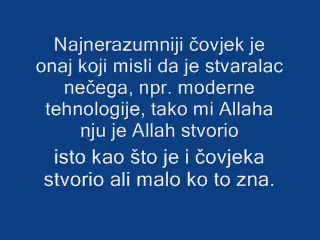 Najnerazumniji čovjek je
onaj koji misli da je stvaralac
nečega, npr. moderne
tehnologije, tako mi Allaha
nju je Allah stvorio
isto kao što je i čovjeka
stvorio ali malo ko to zna.